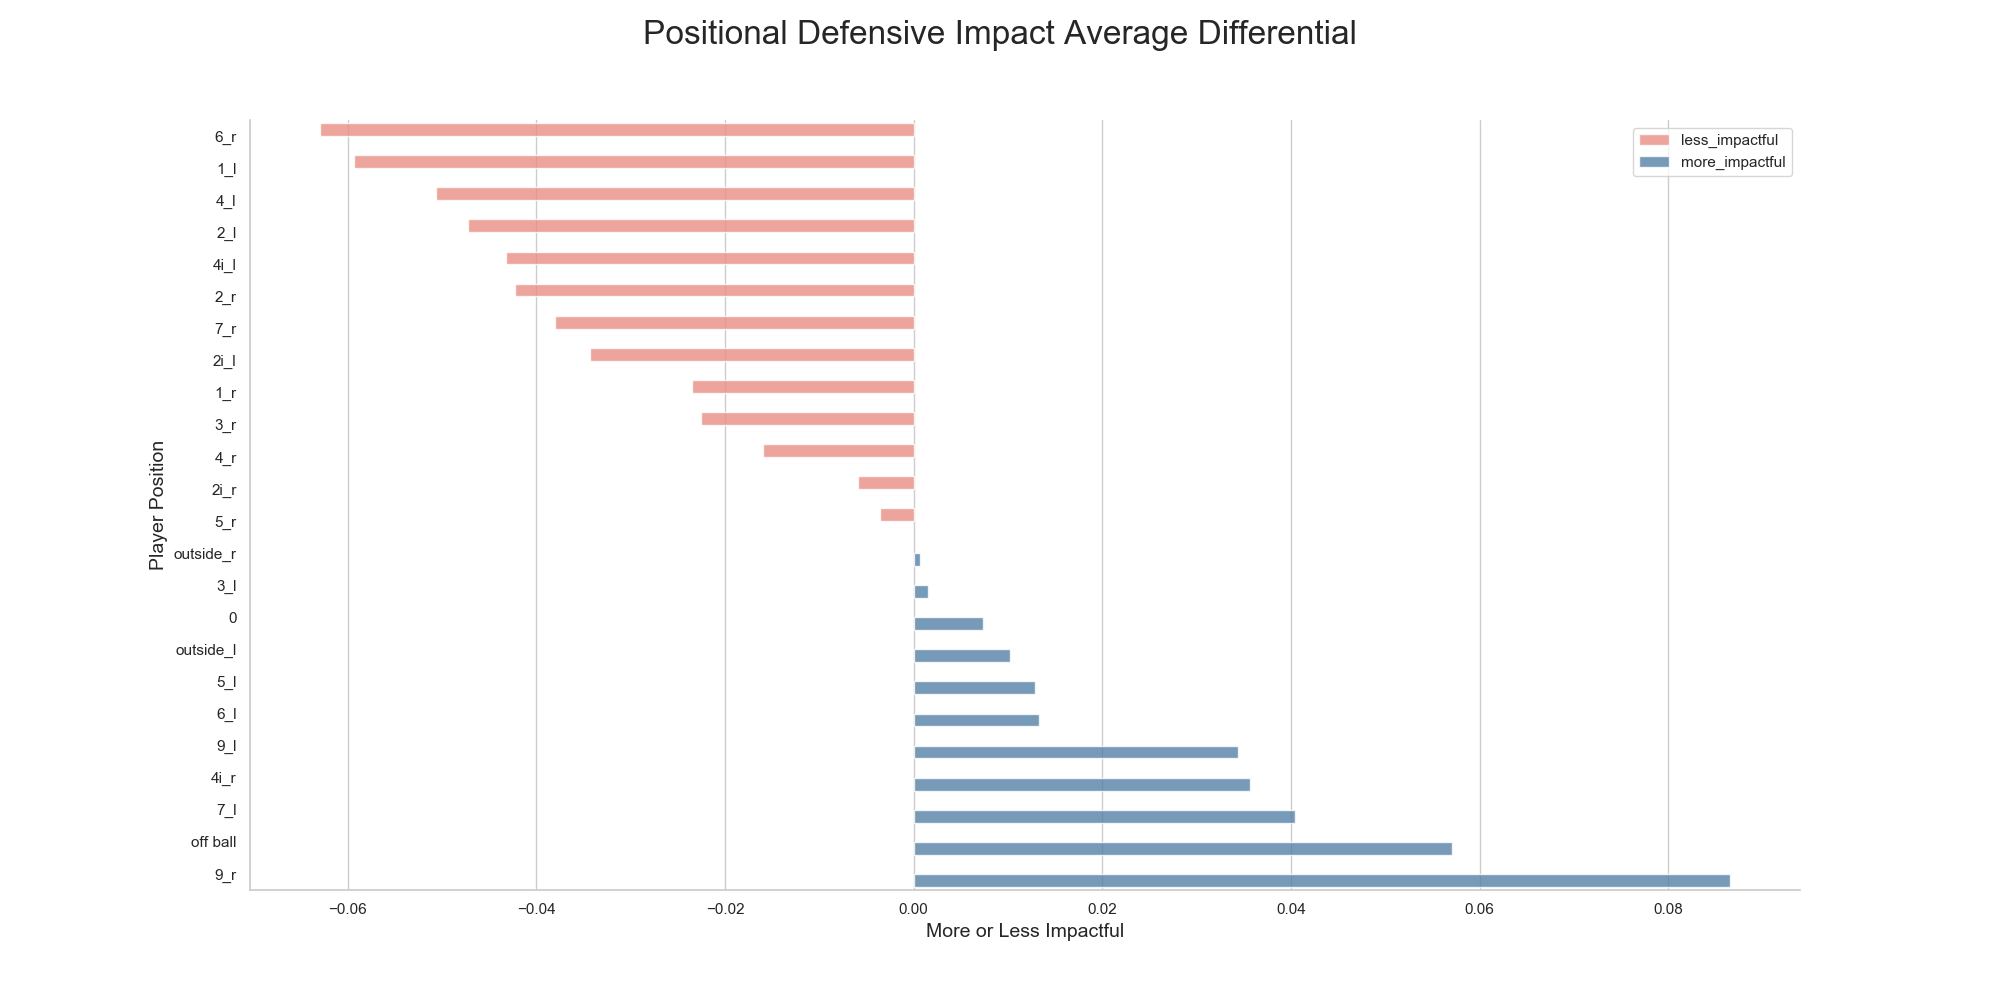 Positional Defensive Impact Average Differential
less_impactful
more_impactful
Player Position
6_r
1_l
4_l
2_l
4i_l
2_r
7_r
2i_l
1_r
3_r
4_r
2i_r
5_r
outside_r
3_l
0
outside_l
5_l
6_l
9_l
4i_r
7_l
off ball
9_r
−0.06 −0.04 −0.02 0.00 0.02 0.04 0.06 0.08
More or Less Impactful